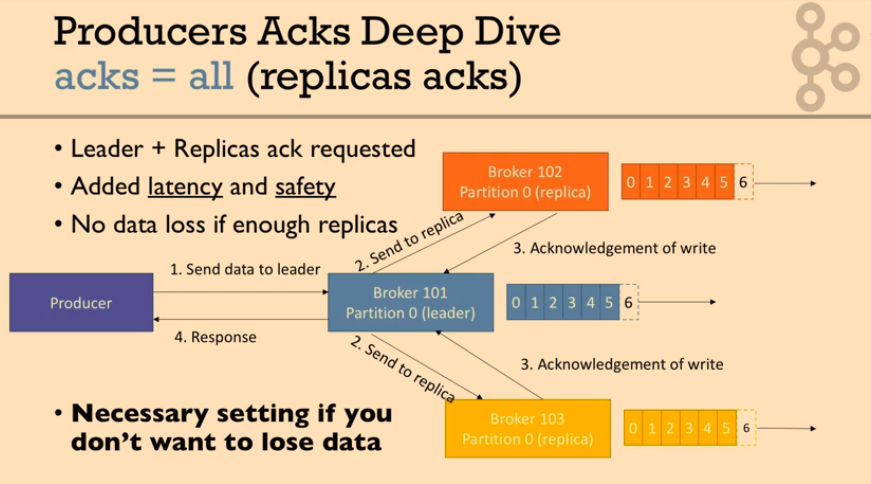 Producers Acks Deep Dive
acks = all (replicas acks)
• Leader + Replicas ack requested
• Added latency and safety
• No data loss if enough replicas
Broker 102
Partition 0 (replica)
0 1 2 3 4 5 6
2. Send to replica
3. Acknowledgement of write
1. Send data to leader
Producer
Broker 101
Partition 0 (leader)
0 1 2 3 4 5 6
4. Response
2. Send to replica
3. Acknowledgement of write
• Necessary setting if you
don't want to lose data
Broker 103
Partition 0 (replica)
0 1 2 3 4 5 6